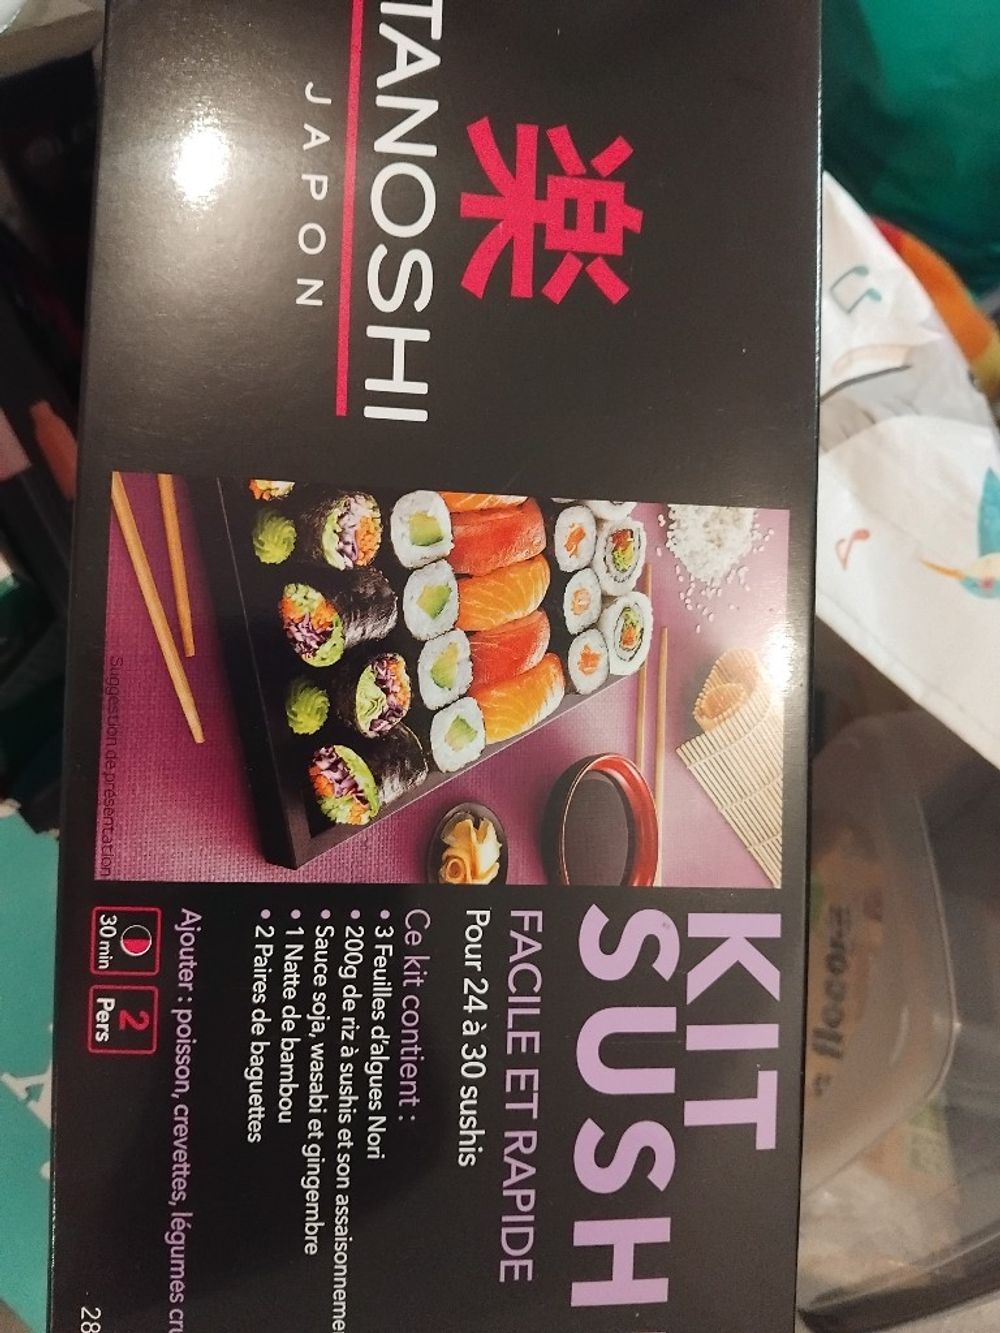 楽
TANOSHI
JAPON
Suggestion de présentation
KIT
SUSH
FACILE ET RAPIDE
Pour 24 à 30 sushis
Ce kit contient :
• 3 Feuilles d'algues Nori
• 200g de riz à sushis et son assaisonneme
• Sauce soja, wasabi et gingembre
• 1 Natte de bambou
• 2 Paires de baguettes
Ajouter : poisson, crevettes, légumes cru
30 min
2
Pers
28